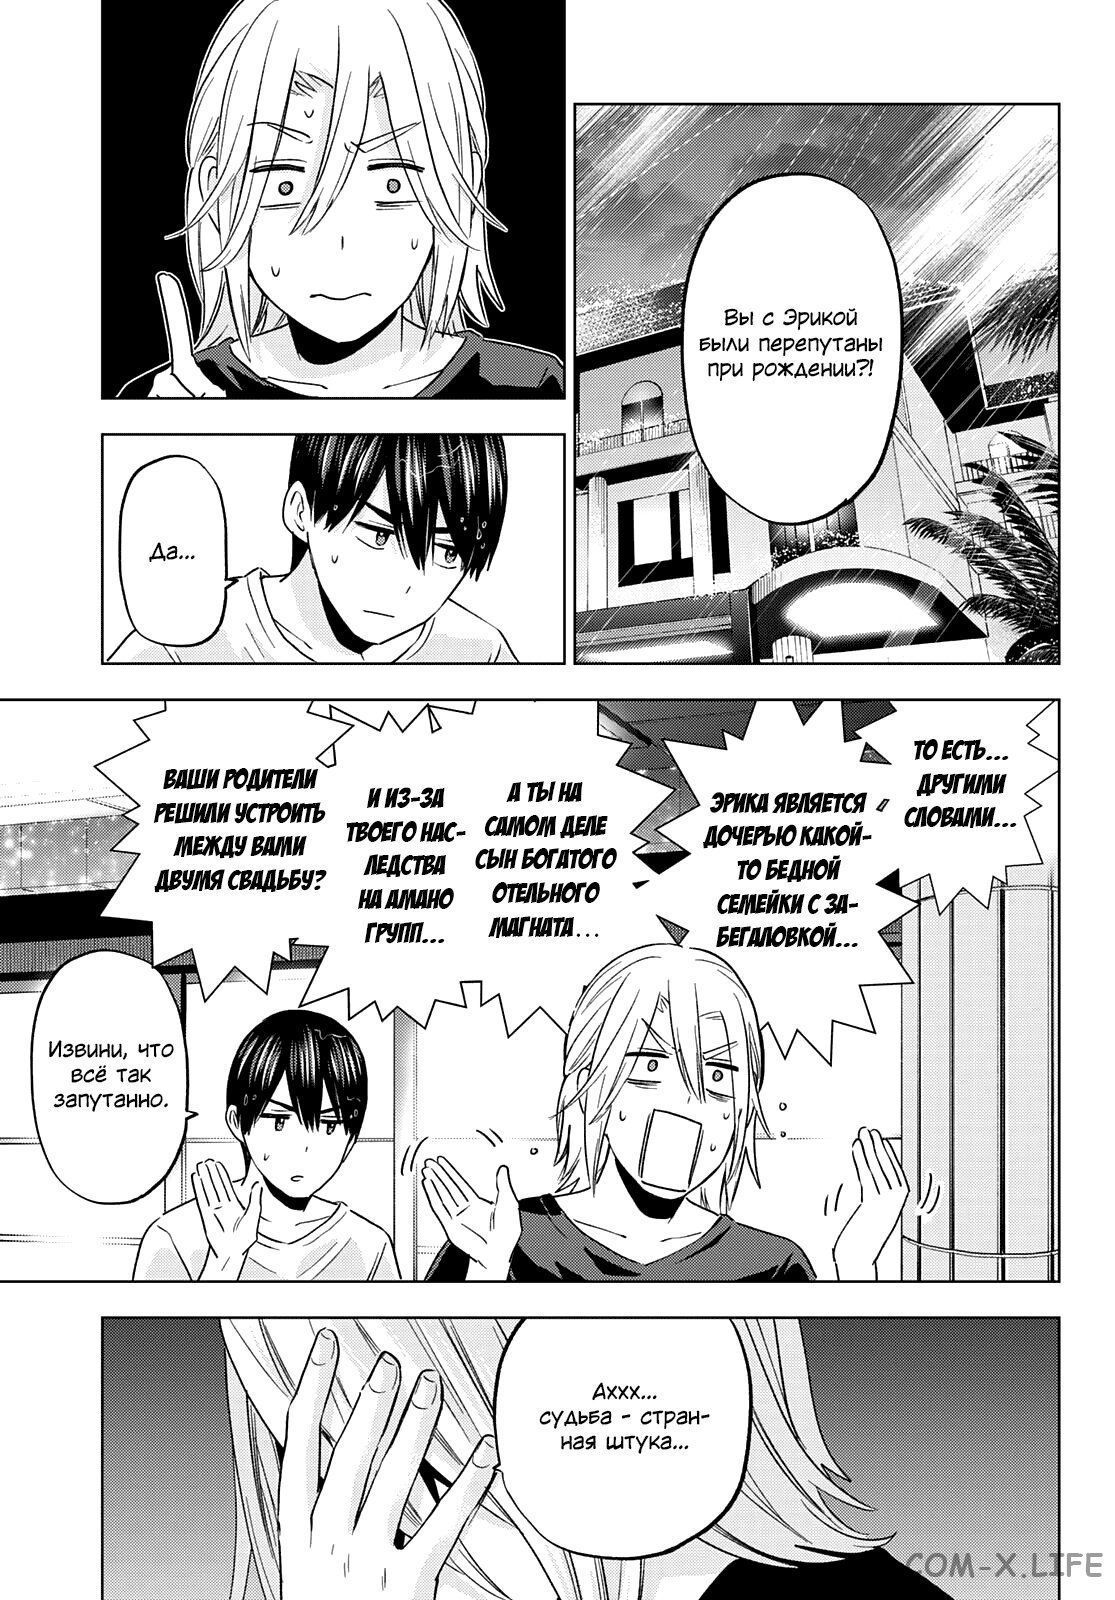 Вы с Эрикой
были перепутаны
при рождении?!
Да...
ТО ЕСТЬ...
ДРУГИМИ
СЛОВАМИ...
ЭРИКА ЯВЛЯЕТСЯ
ДОЧЕРЬЮ КАКОЙ-
ТО БЕДНОЙ
СЕМЕЙКИ С ЗА-
БЕГАЛОВКОЙ...
А ТЫ НА
САМОМ ДЕЛЕ
СЫН БОГАТОГО
ОТЕЛЬНОГО
МАГНАТА...
И ИЗ-ЗА
ТВОЕГО НАС-
ЛЕДСТВА
НА АМАНО
ГРУПП...
ВАШИ РОДИТЕЛИ
РЕШИЛИ УСТРОИТЬ
МЕЖДУ ВАМИ
ДВУМЯ СВАДЬБУ?
Извини, что
всё так
запутанно.
Аххх...
судьба - стран-
ная штука...
COM-X.LIFE